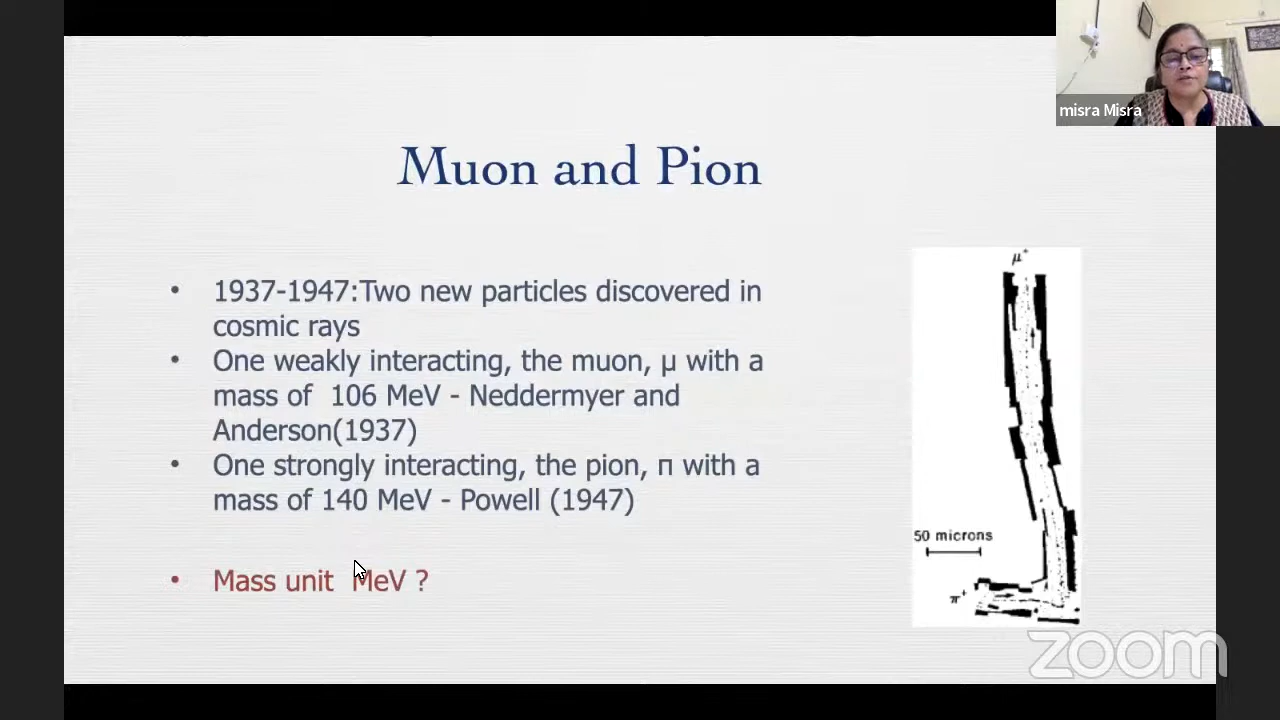 misra Misra
Muon and Pion
• 1937-1947:Two new particles discovered in
cosmic rays
• One weakly interacting, the muon, μ with a
mass of 106 MeV - Neddermyer and
Anderson(1937)
• One strongly interacting, the pion, π with a
mass of 140 MeV - Powell (1947)
• Mass unit MeV ?
μ⁺
50 microns
π⁺
zoom